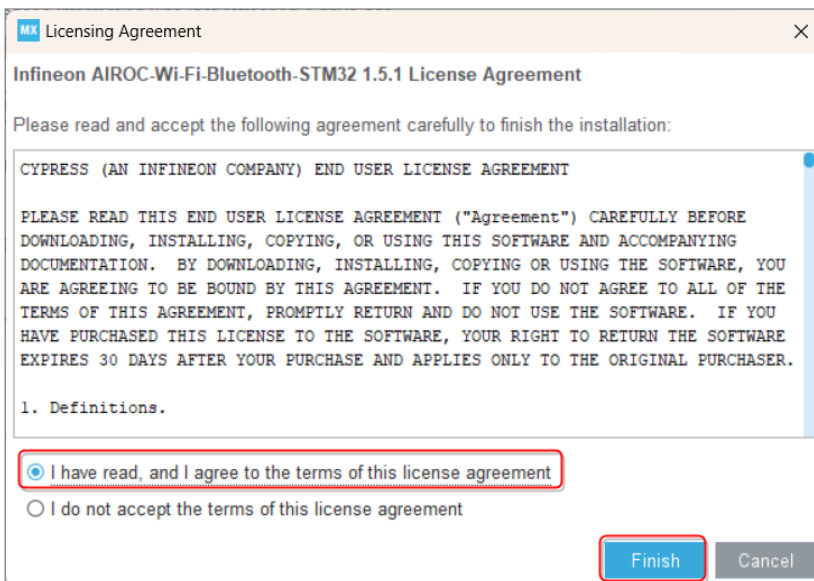 MX Licensing Agreement
Infineon AIROC-Wi-Fi-Bluetooth-STM32 1.5.1 License Agreement
Please read and accept the following agreement carefully to finish the installation:
CYPRESS (AN INFINEON COMPANY) END USER LICENSE AGREEMENT
PLEASE READ THIS END USER LICENSE AGREEMENT ("Agreement") CAREFULLY BEFORE
DOWNLOADING, INSTALLING, COPYING, OR USING THIS SOFTWARE AND ACCOMPANYING
DOCUMENTATION.  BY DOWNLOADING, INSTALLING, COPYING OR USING THE SOFTWARE, YOU
ARE AGREEING TO BE BOUND BY THIS AGREEMENT.  IF YOU DO NOT AGREE TO ALL OF THE
TERMS OF THIS AGREEMENT, PROMPTLY RETURN AND DO NOT USE THE SOFTWARE.  IF YOU
HAVE PURCHASED THIS LICENSE TO THE SOFTWARE, YOUR RIGHT TO RETURN THE SOFTWARE
EXPIRES 30 DAYS AFTER YOUR PURCHASE AND APPLIES ONLY TO THE ORIGINAL PURCHASER.
1. Definitions.
I have read, and I agree to the terms of this license agreement
I do not accept the terms of this license agreement
Finish Cancel